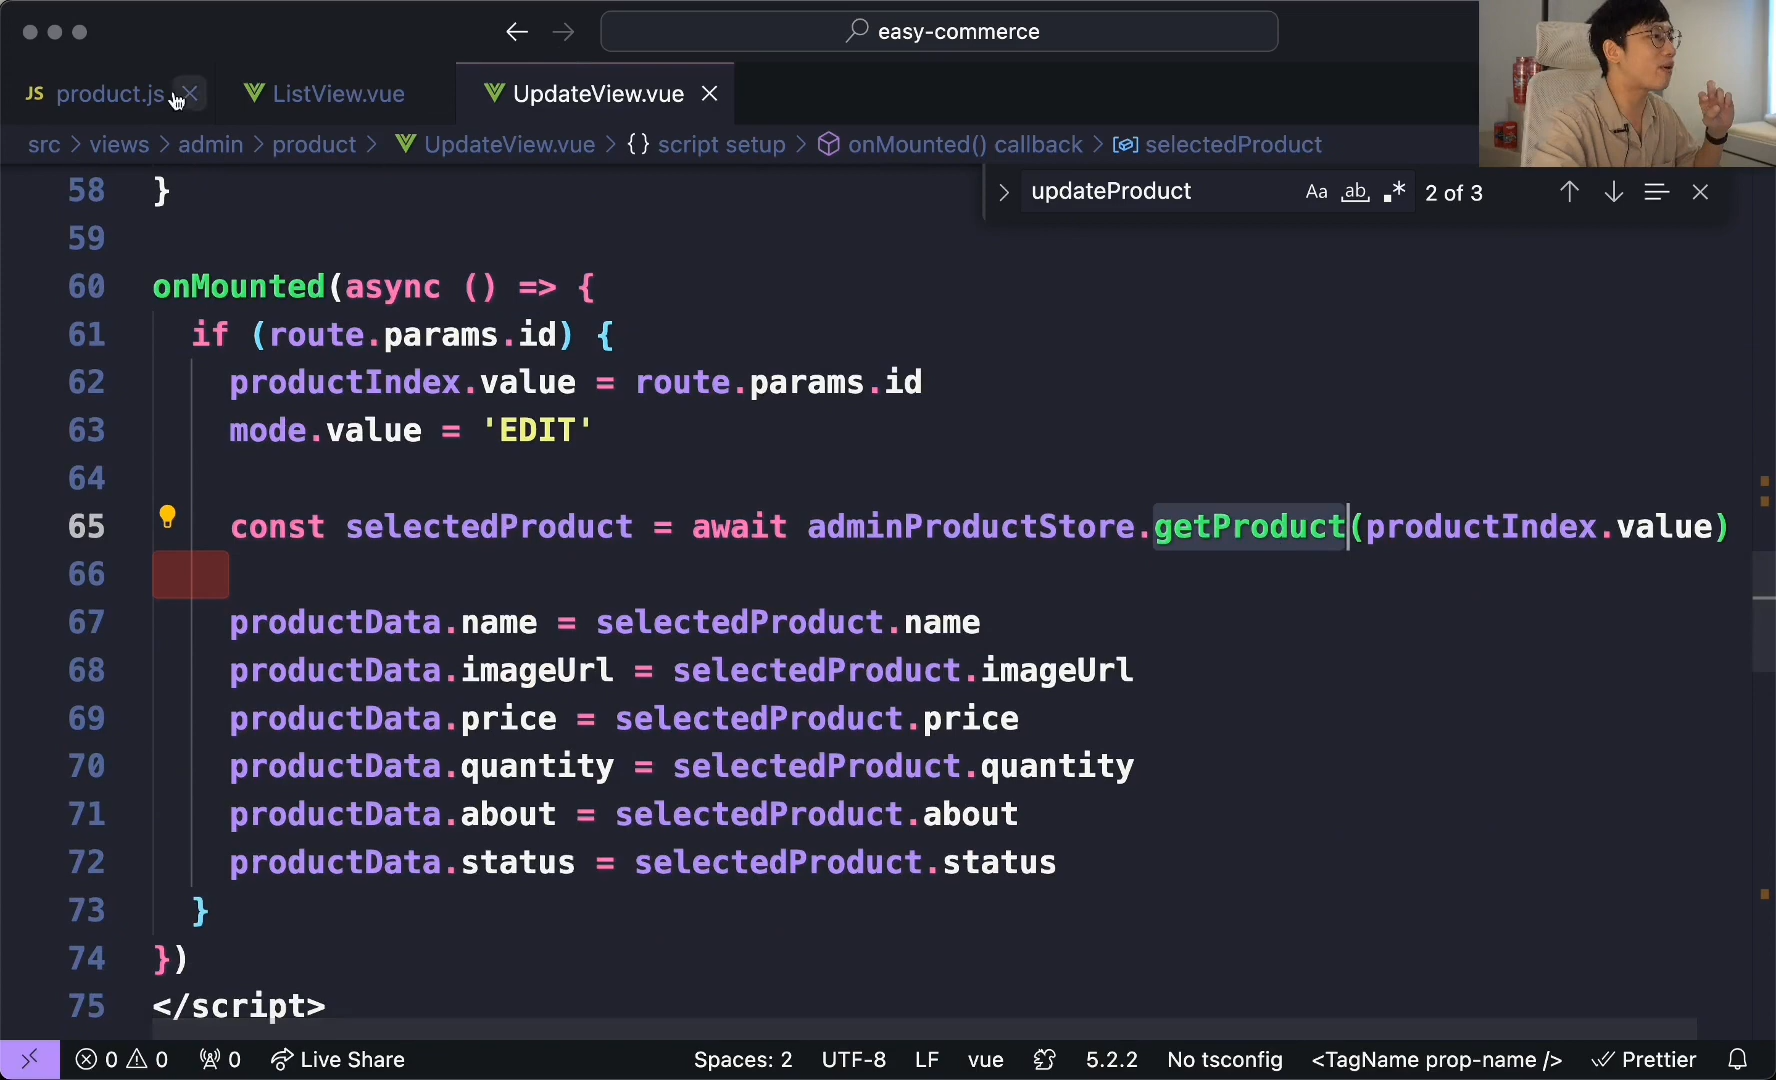 easy-commerce
JS product.js
ListView.vue
UpdateView.vue
src > views > admin > product > UpdateView.vue > {} script setup > onMounted() callback > selectedProduct
updateProduct Aa ab .* 2 of 3
58 }
59
60 onMounted(async () => {
61 if (route.params.id) {
62 productIndex.value = route.params.id
63 mode.value = 'EDIT'
64
65 const selectedProduct = await adminProductStore.getProduct(productIndex.value)
66
67 productData.name = selectedProduct.name
68 productData.imageUrl = selectedProduct.imageUrl
69 productData.price = selectedProduct.price
70 productData.quantity = selectedProduct.quantity
71 productData.about = selectedProduct.about
72 productData.status = selectedProduct.status
73 }
74 })
75 </script>
0 0 0 Live Share Spaces: 2 UTF-8 LF vue 5.2.2 No tsconfig <TagName prop-name /> Prettier